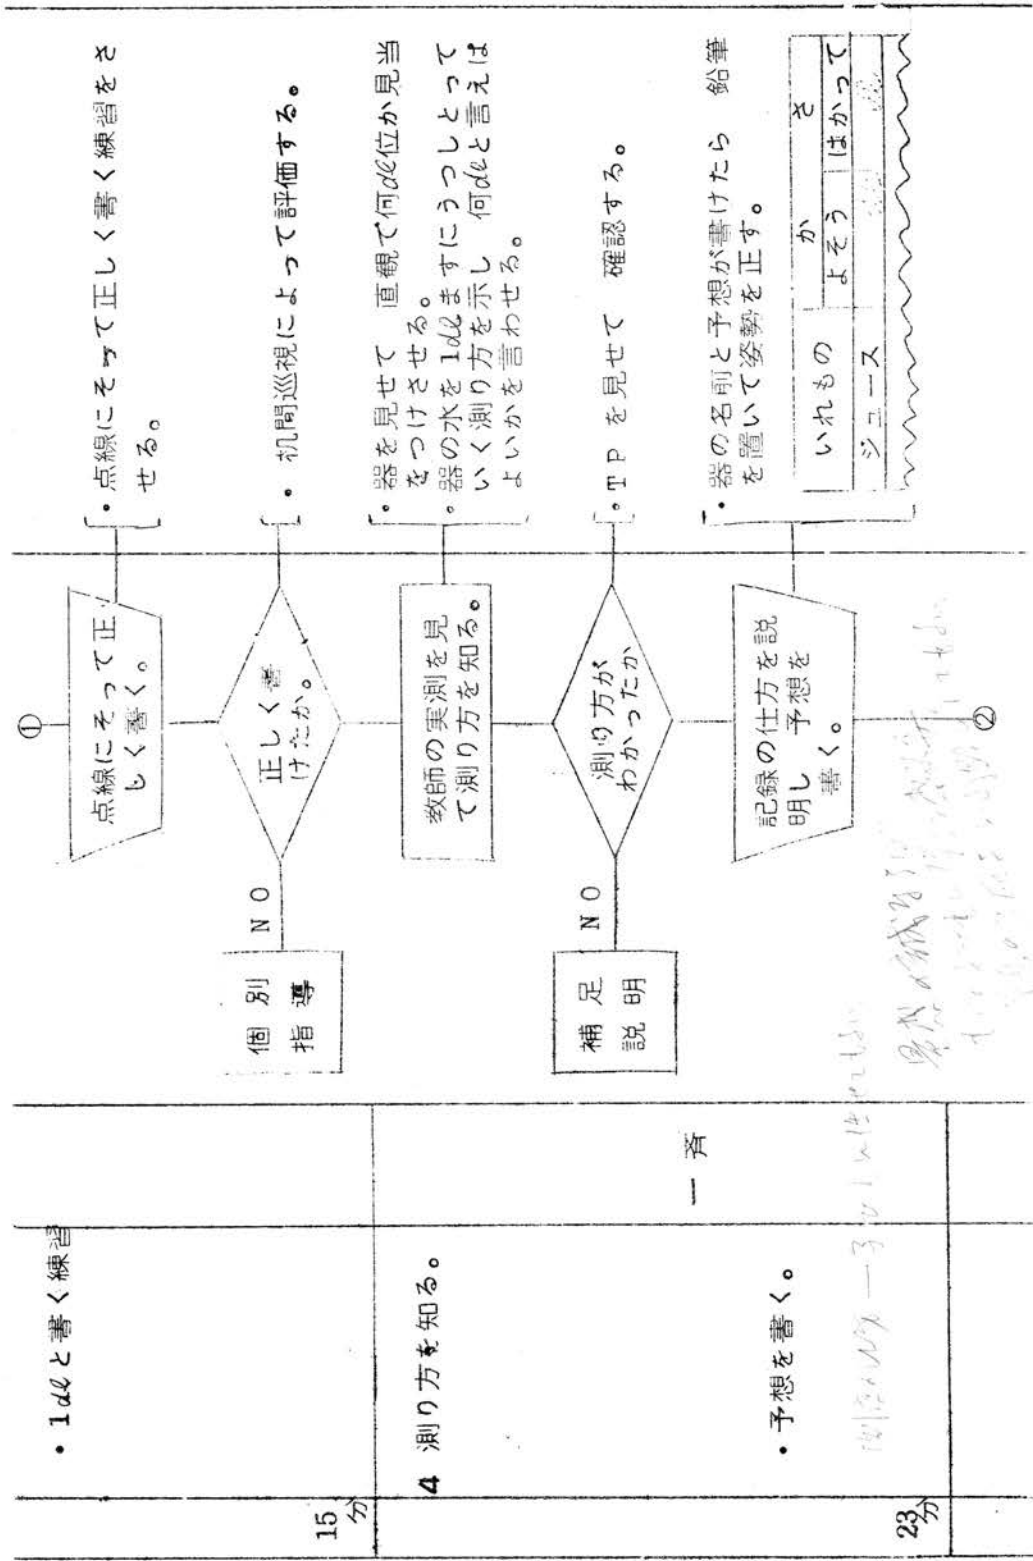 ・1dlと書く練習
15分
4 測り方を知る。
・予想を書く。
23分
一斉
①
点線にそって正
しく書く。
正しく書
けたか。
NO
個別
指導
教師の実測を見
て測り方を知る。
測り方が
わかったか
NO
補足
説明
記録の仕方を説
明し 予想を
書く。
②
・点線にそって正しく書く練習をさ
せる。
・机間巡視によって評価する。
・器を見せて 直観で何dl位か見当
をつけさせる。
・器の水を1dlますにうつしとって
いく測り方を示し 何dlと言えば
よいかを言わせる。
・TPを見せて 確認する。
・器の名前と予想が書けたら 鉛筆
を置いて姿勢を正す。
いれもの
かさ
よそう
はかって
ジュース